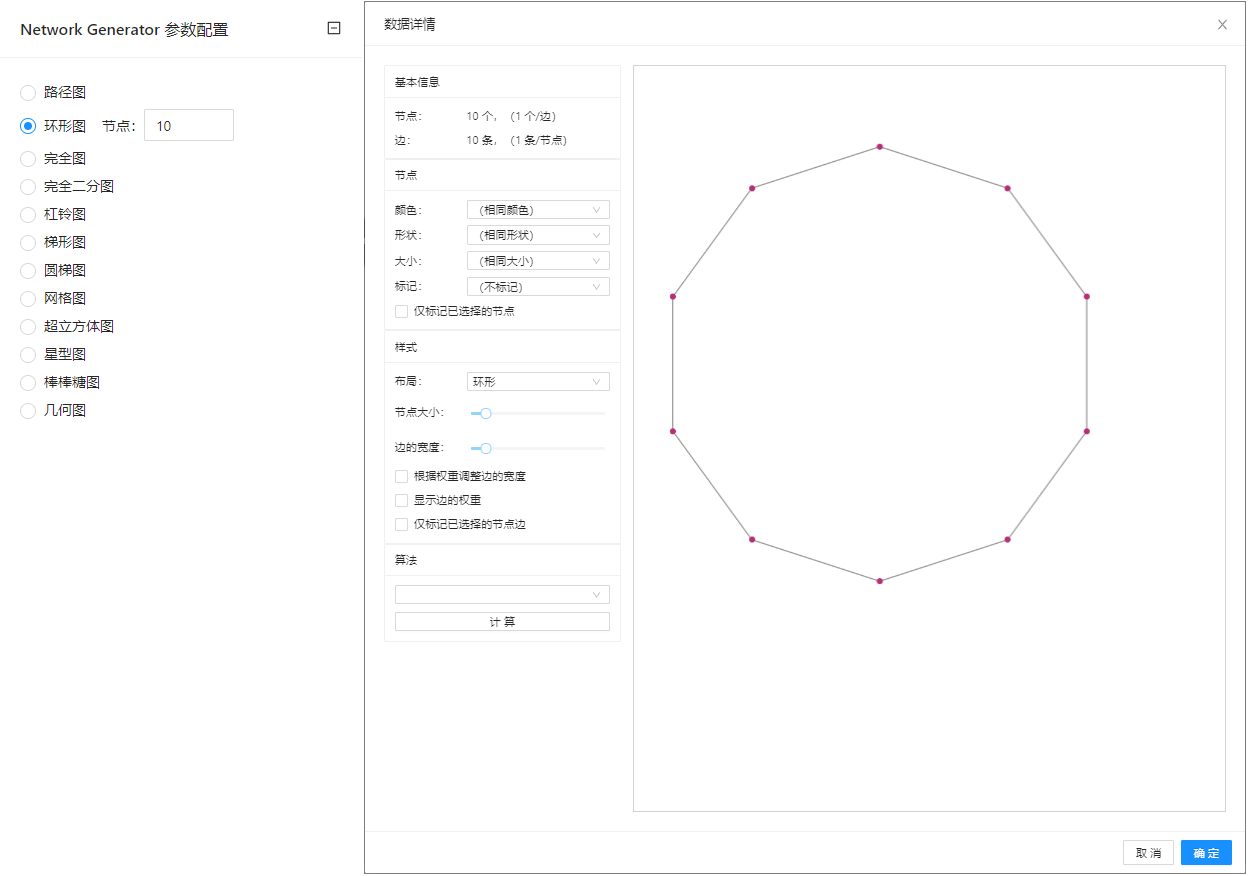 Network Generator 参数配置
路径图
环形图 节点: 10
完全图
完全二分图
杠铃图
梯形图
圆梯图
网格图
超立方体图
星型图
棒棒糖图
几何图
数据详情
基本信息
节点: 10 个, (1 个/边)
边: 10 条, (1 条/节点)
节点
颜色: (相同颜色)
形状: (相同形状)
大小: (相同大小)
标记: (不标记)
仅标记已选择的节点
样式
布局: 环形
节点大小:
边的宽度:
根据权重调整边的宽度
显示边的权重
仅标记已选择的节点边
算法
计 算
取 消 确 定